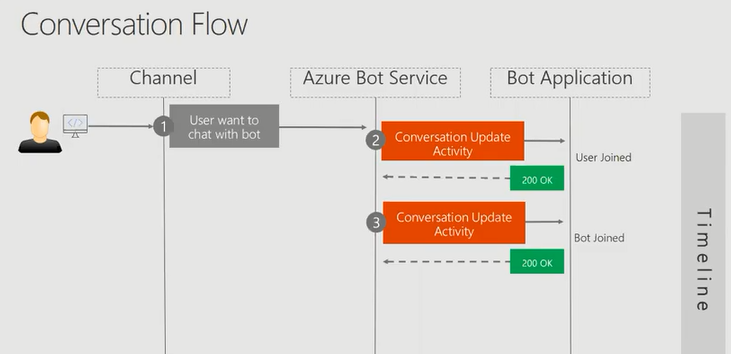 Conversation Flow
Channel
Azure Bot Service
Bot Application
</>
1
User want to
chat with bot
2
Conversation Update
Activity
User Joined
200 OK
3
Conversation Update
Activity
Bot Joined
200 OK
Timeline